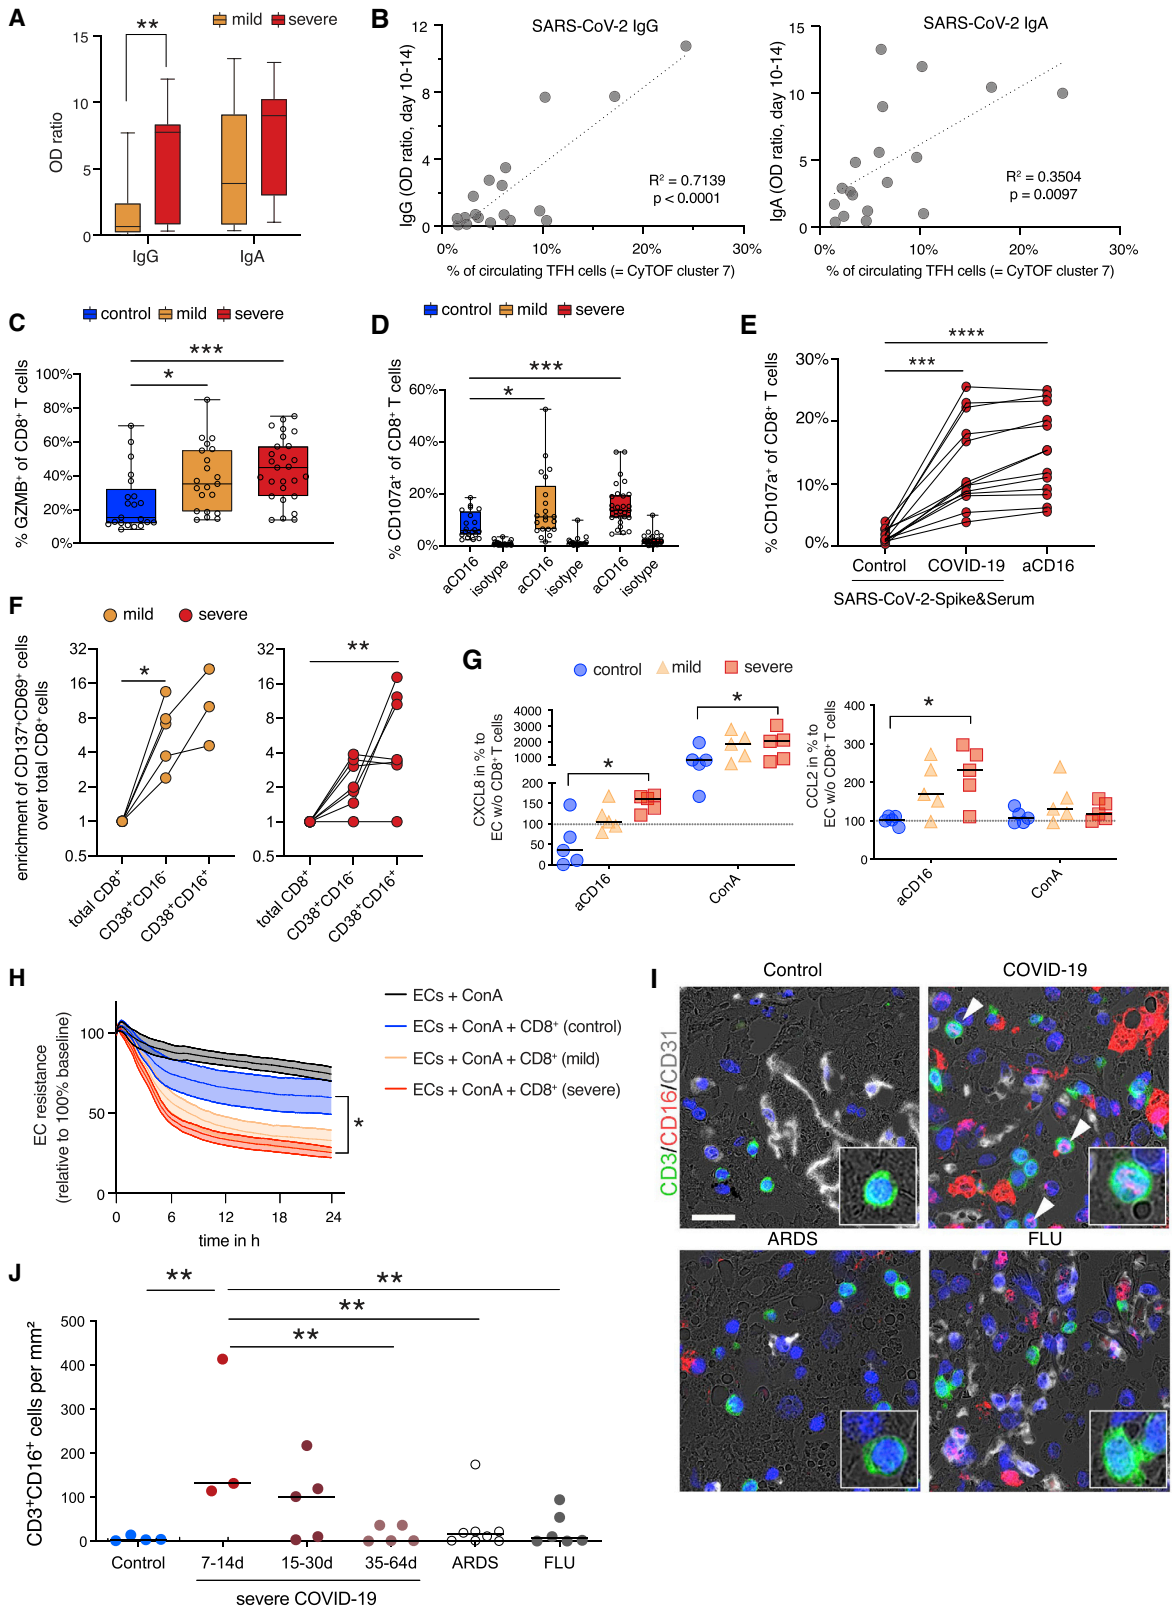 A
mild severe
**
OD ratio
15
10
5
0
IgG IgA
B
SARS-CoV-2 IgG
IgG (OD ratio, day 10-14)
12
8
4
0
R² = 0.7139
p < 0.0001
0% 10% 20% 30%
% of circulating TFH cells (= CyTOF cluster 7)
SARS-CoV-2 IgA
IgA (OD ratio, day 10-14)
15
10
5
0
R² = 0.3504
p = 0.0097
0% 10% 20% 30%
% of circulating TFH cells (= CyTOF cluster 7)
C
control mild severe
***
*
% GZMB⁺ of CD8⁺ T cells
100%
80%
60%
40%
20%
0%
D
control mild severe
***
*
% CD107a⁺ of CD8⁺ T cells
60%
40%
20%
0%
aCD16 isotype aCD16 isotype aCD16 isotype
E
****
***
% CD107a⁺ of CD8⁺ T cells
30%
20%
10%
0%
Control COVID-19 aCD16
SARS-CoV-2-Spike&Serum
F
mild severe
enrichment of CD137⁺CD69⁺ cells
over total CD8⁺ cells
32
16
8
4
2
1
0.5
*
total CD8⁺ CD38⁺CD16⁻ CD38⁺CD16⁺
32
16
8
4
2
1
0.5
**
total CD8⁺ CD38⁺CD16⁻ CD38⁺CD16⁺
G
control mild severe
CXCL8 in % to
EC w/o CD8⁺ T cells
4000
3000
2000
1000
200
150
100
50
0
*
*
aCD16 ConA
CCL2 in % to
EC w/o CD8⁺ T cells
400
300
200
100
0
*
aCD16 ConA
H
EC resistance
(relative to 100% baseline)
100
50
0
0 6 12 18 24
time in h
*
ECs + ConA
ECs + ConA + CD8⁺ (control)
ECs + ConA + CD8⁺ (mild)
ECs + ConA + CD8⁺ (severe)
I
Control COVID-19
CD3/CD16/CD31
ARDS FLU
J
**
**
**
**
CD3⁺CD16⁺ cells per mm²
500
400
300
200
100
0
Control 7-14d 15-30d 35-64d ARDS FLU
severe COVID-19